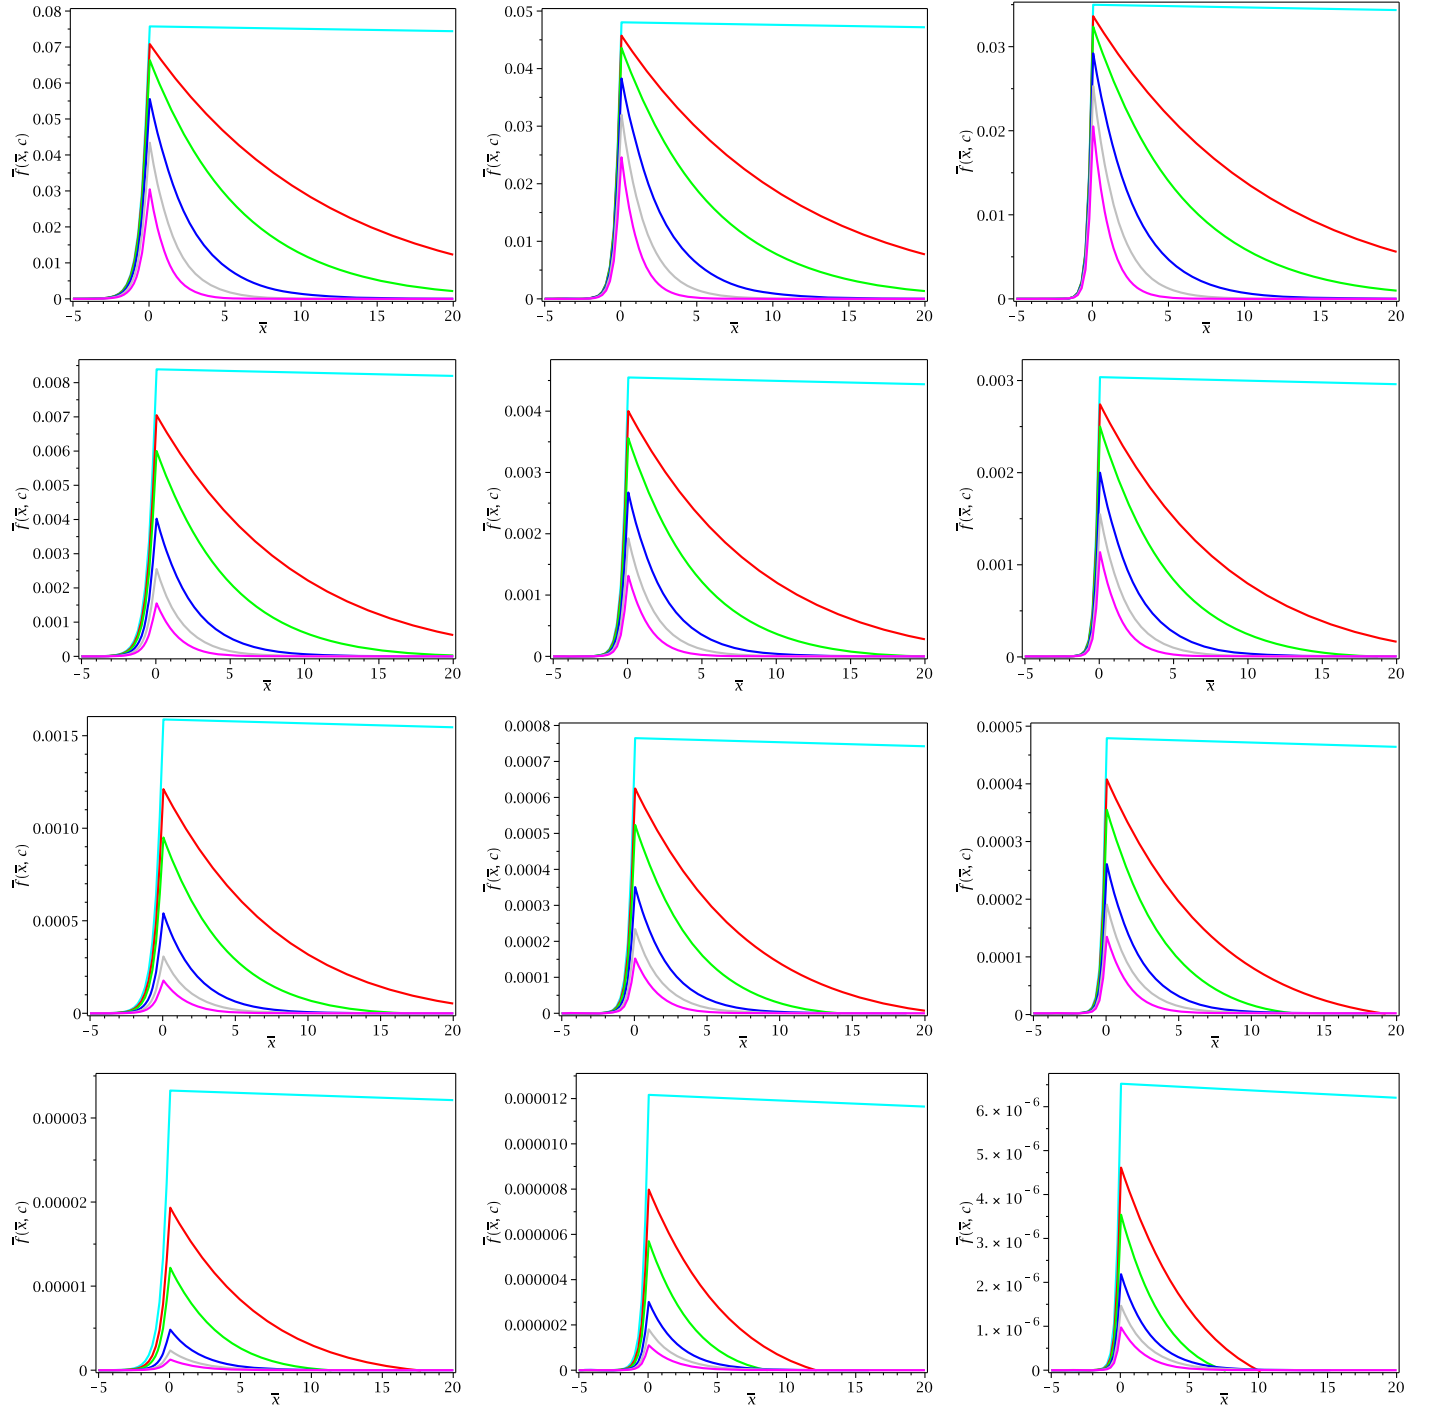 0.08
0.07
0.06
0.05
0.04
0.03
0.02
0.01
0
f̅(x̅, c)
−5 0 5 10 15 20
x̅
0.05
0.04
0.03
0.02
0.01
0
f̅(x̅, c)
−5 0 5 10 15 20
x̅
0.03
0.02
0.01
0
f̅(x̅, c)
−5 0 5 10 15 20
x̅
0.008
0.007
0.006
0.005
0.004
0.003
0.002
0.001
0
f̅(x̅, c)
−5 0 5 10 15 20
x̅
0.004
0.003
0.002
0.001
0
f̅(x̅, c)
−5 0 5 10 15 20
x̅
0.003
0.002
0.001
0
f̅(x̅, c)
−5 0 5 10 15 20
x̅
0.0015
0.0010
0.0005
0
f̅(x̅, c)
−5 0 5 10 15 20
x̅
0.0008
0.0007
0.0006
0.0005
0.0004
0.0003
0.0002
0.0001
0
f̅(x̅, c)
−5 0 5 10 15 20
x̅
0.0005
0.0004
0.0003
0.0002
0.0001
0
f̅(x̅, c)
−5 0 5 10 15 20
x̅
0.00003
0.00002
0.00001
0
f̅(x̅, c)
−5 0 5 10 15 20
x̅
0.000012
0.000010
0.000008
0.000006
0.000004
0.000002
0
f̅(x̅, c)
−5 0 5 10 15 20
x̅
6. × 10⁻⁶
5. × 10⁻⁶
4. × 10⁻⁶
3. × 10⁻⁶
2. × 10⁻⁶
1. × 10⁻⁶
0
f̅(x̅, c)
−5 0 5 10 15 20
x̅